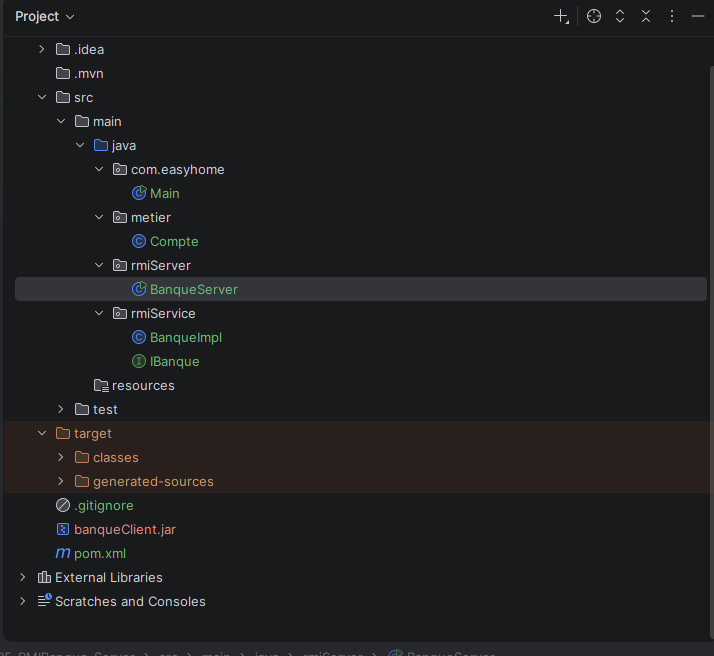 Project
.idea
.mvn
src
main
java
com.easyhome
Main
metier
Compte
rmiServer
BanqueServer
rmiService
BanqueImpl
IBanque
resources
test
target
classes
generated-sources
.gitignore
banqueClient.jar
pom.xml
External Libraries
Scratches and Consoles